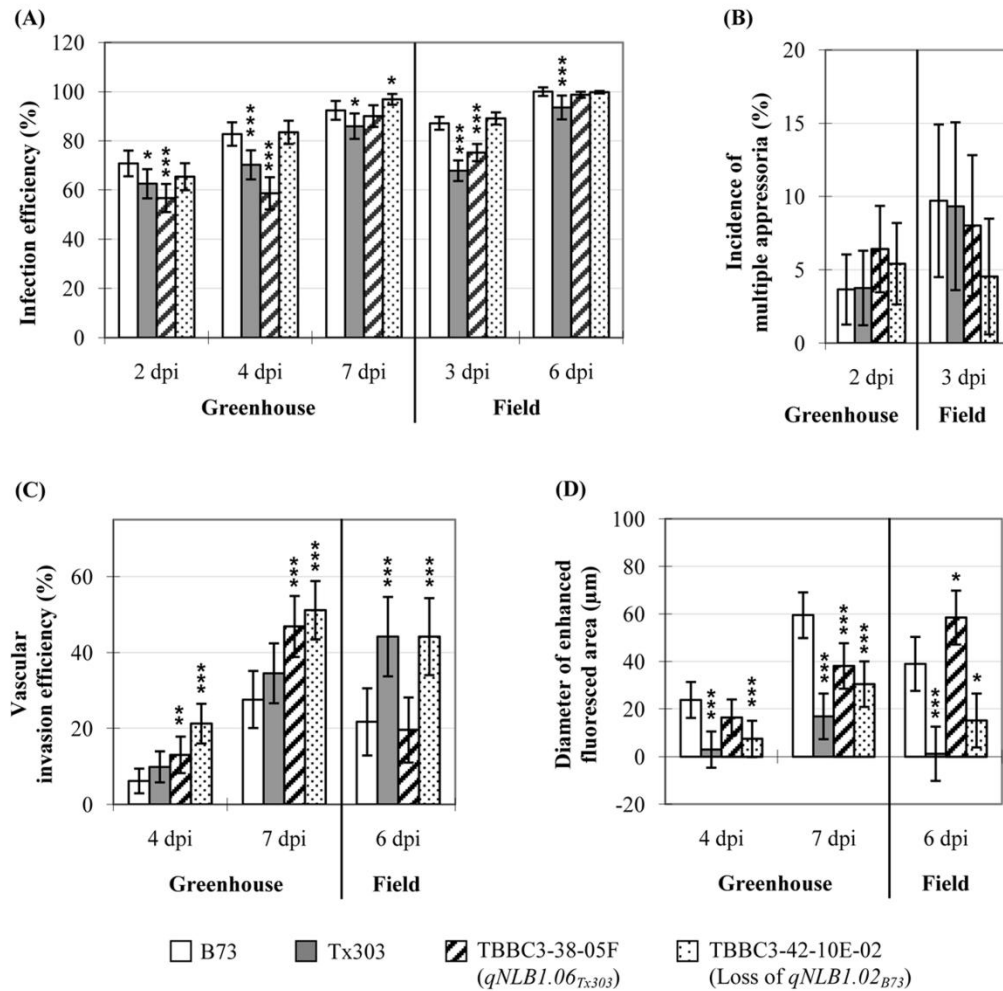 (A)
Infection efficiency (%)
120
100
80
60
40
20
0
* *** *** *** * * *** *** ***
2 dpi 4 dpi 7 dpi 3 dpi 6 dpi
Greenhouse Field
(B)
Incidence of
multiple appressoria (%)
20
15
10
5
0
2 dpi 3 dpi
Greenhouse Field
(C)
Vascular
invasion efficiency (%)
60
40
20
0
** *** *** *** *** ***
4 dpi 7 dpi 6 dpi
Greenhouse Field
(D)
Diameter of enhanced
fluoresced area (µm)
100
80
60
40
20
0
-20
*** *** *** *** *** *** * *
4 dpi 7 dpi 6 dpi
Greenhouse Field
B73 Tx303 TBBC3-38-05F TBBC3-42-10E-02
(qNLB1.06Tx303) (Loss of qNLB1.02B73)